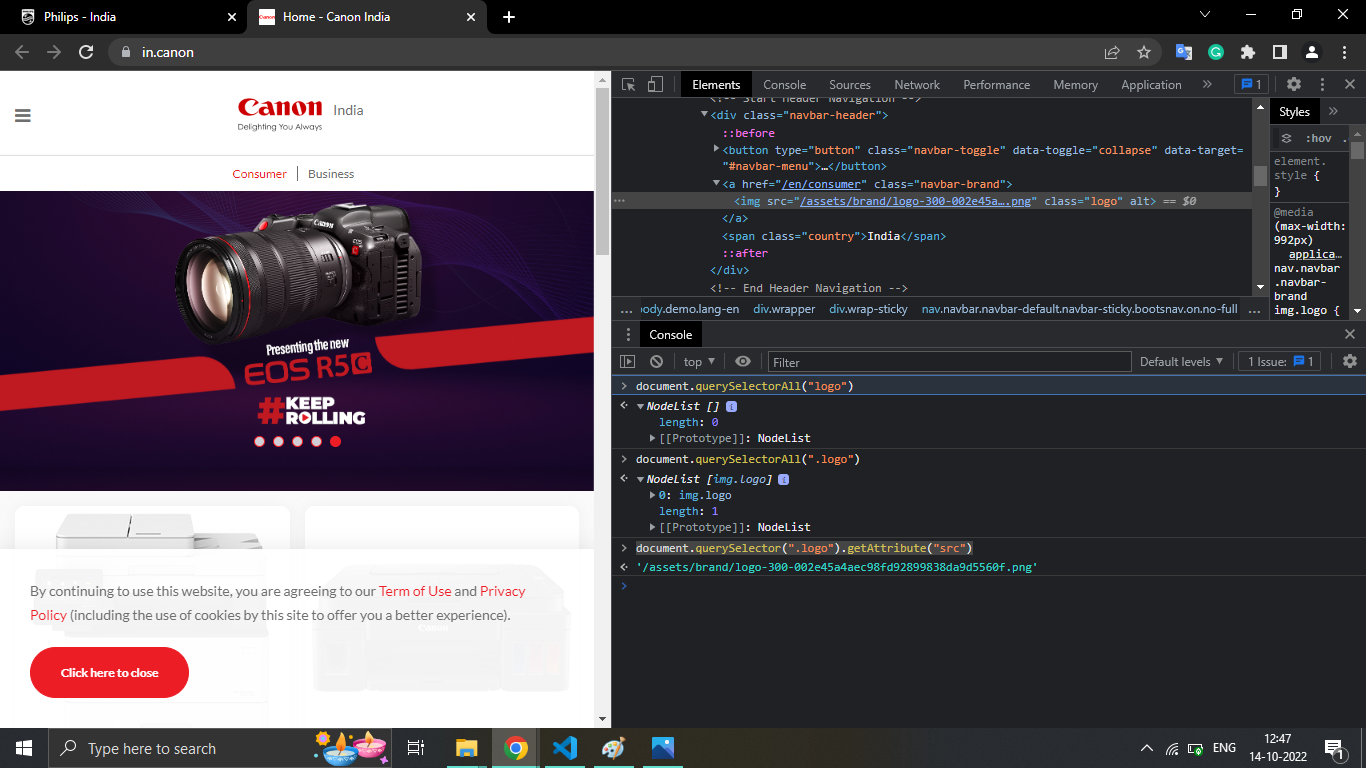 Philips - India
Home - Canon India
in.canon
Canon India
Delighting You Always
Consumer | Business
Presenting the new
EOS R5 C
#KEEP
ROLLING
Canon
By continuing to use this website, you are agreeing to our Term of Use and Privacy
Policy (including the use of cookies by this site to offer you a better experience).
Click here to close
Elements Console Sources Network Performance Memory Application » 1
<!-- Start Header Navigation -->
<div class="navbar-header">
::before
<button type="button" class="navbar-toggle" data-toggle="collapse" data-target=
"#navbar-menu">…</button>
<a href="/en/consumer" class="navbar-brand">
<img src="/assets/brand/logo-300-002e45a….png" class="logo" alt> == $0
</a>
<span class="country">India</span>
::after
</div>
<!-- End Header Navigation -->
... body.demo.lang-en div.wrapper div.wrap-sticky nav.navbar.navbar-default.navbar-sticky.bootsnav.on.no-full ...
Styles »
:hov .
element.
style {
}
@media
(max-width:
992px)
applica…
nav.navbar
.navbar-
brand
img.logo {
Console
top ▼ Filter Default levels ▼ 1 Issue: 1
> document.querySelectorAll("logo")
NodeList []
length: 0
[[Prototype]]: NodeList
> document.querySelectorAll(".logo")
NodeList [img.logo]
0: img.logo
length: 1
[[Prototype]]: NodeList
> document.querySelector(".logo").getAttribute("src")
'/assets/brand/logo-300-002e45a4aec98fd92899838da9d5560f.png'
>
Type here to search
ENG
12:47
14-10-2022
1